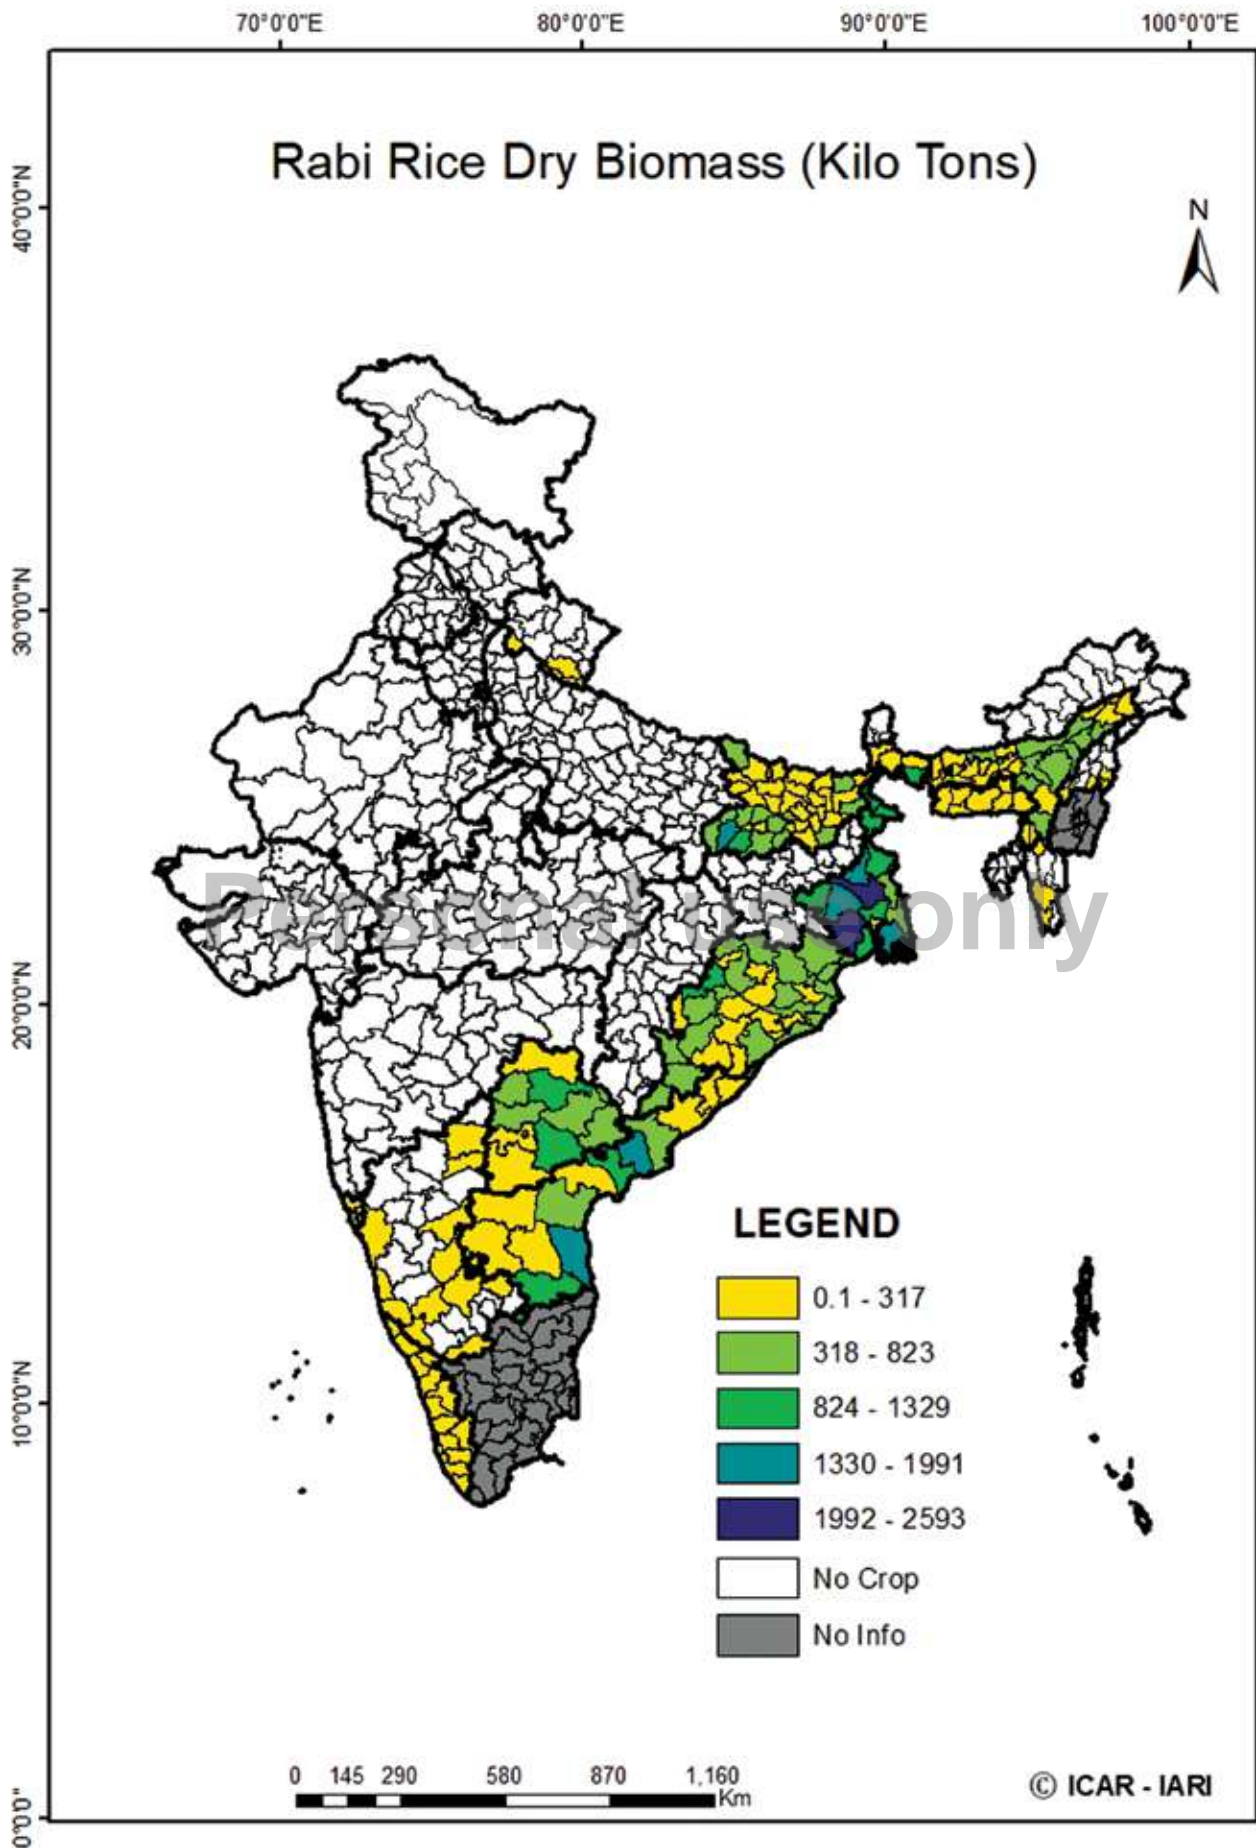 70°0'0"E 80°0'0"E 90°0'0"E 100°0'0"E
Rabi Rice Dry Biomass (Kilo Tons)
N
40°0'0"N
30°0'0"N
20°0'0"N
10°0'0"N
0°0'0"
Personal use only
LEGEND
0.1 - 317
318 - 823
824 - 1329
1330 - 1991
1992 - 2593
No Crop
No Info
0 145 290 580 870 1,160
Km
© ICAR - IARI